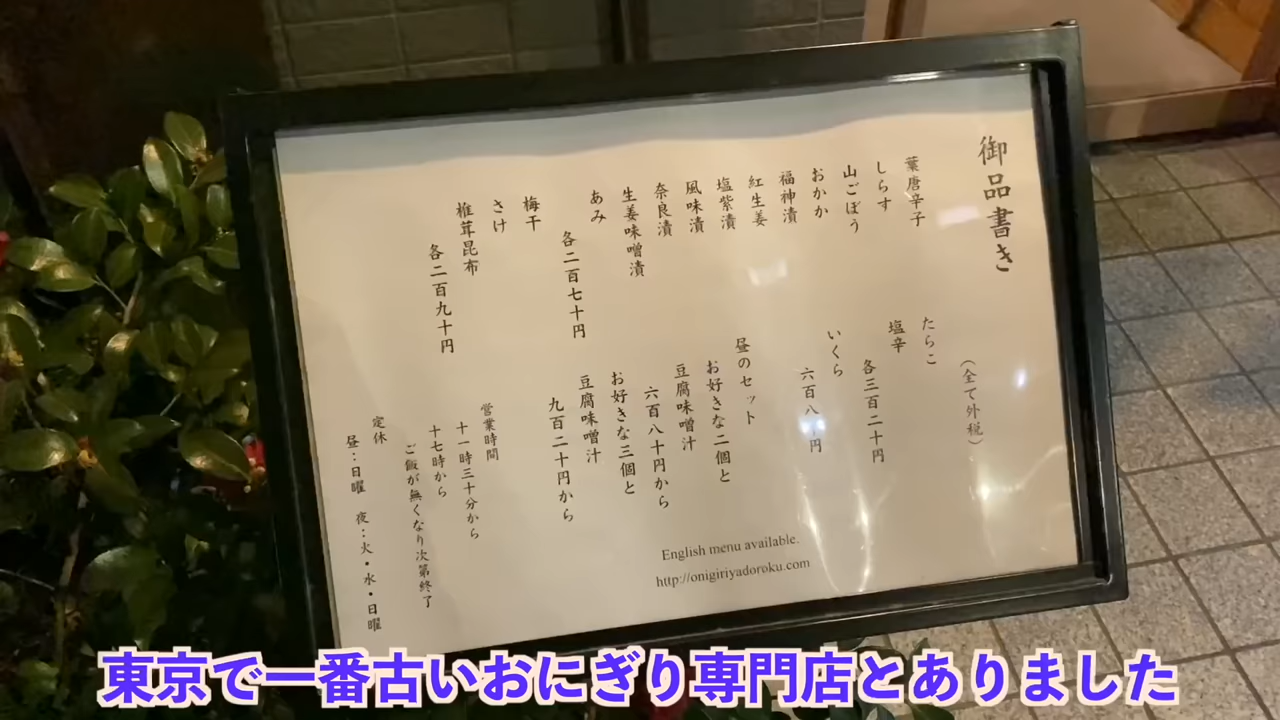 御品書き
葉唐辛子
しらす
山ごぼう
おかか
福神漬
紅生姜
塩紫漬
風味漬
奈良漬
生姜味噌漬
あみ
各二百七十円
梅干
さけ
椎茸昆布
各二百九十円
(全て外税)
たらこ
塩辛
各三百二十円
いくら
六百八十円
昼のセット
お好きな二個と
豆腐味噌汁
六百八十円から
お好きな三個と
豆腐味噌汁
九百二十円から
営業時間
十一時三十分から
十七時から
ご飯が無くなり次第終了
定休
昼:日曜 夜:火・水・日曜
English menu available.
http://onigiriyadoroku.com
東京で一番古いおにぎり専門店とありました